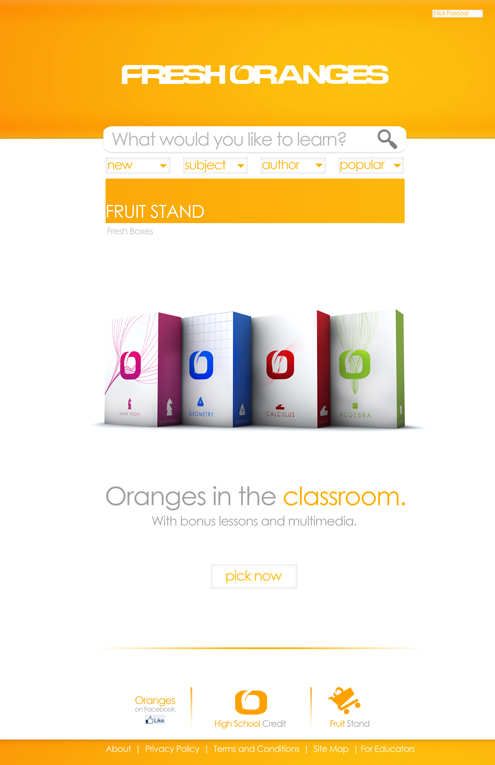 Nick Pascoal
FRESH ORANGES
What would you like to learn?
new subject author popular
FRUIT STAND
Fresh Boxes
GAME THEORY GEOMETRY CALCULUS ALGEBRA
Oranges in the classroom.
With bonus lessons and multimedia.
pick now
Oranges
on Facebook.
Like
High School Credit
Fruit Stand
About | Privacy Policy | Terms and Conditions | Site Map | For Educators